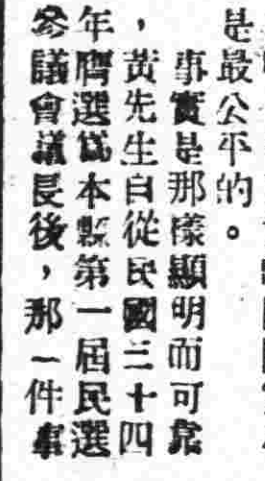 是最公平的。
事實是那樣顯明而可靠
，黃先生自從民國三十四
年膺選為本縣第一屆民選
參議會議長後，那一件事